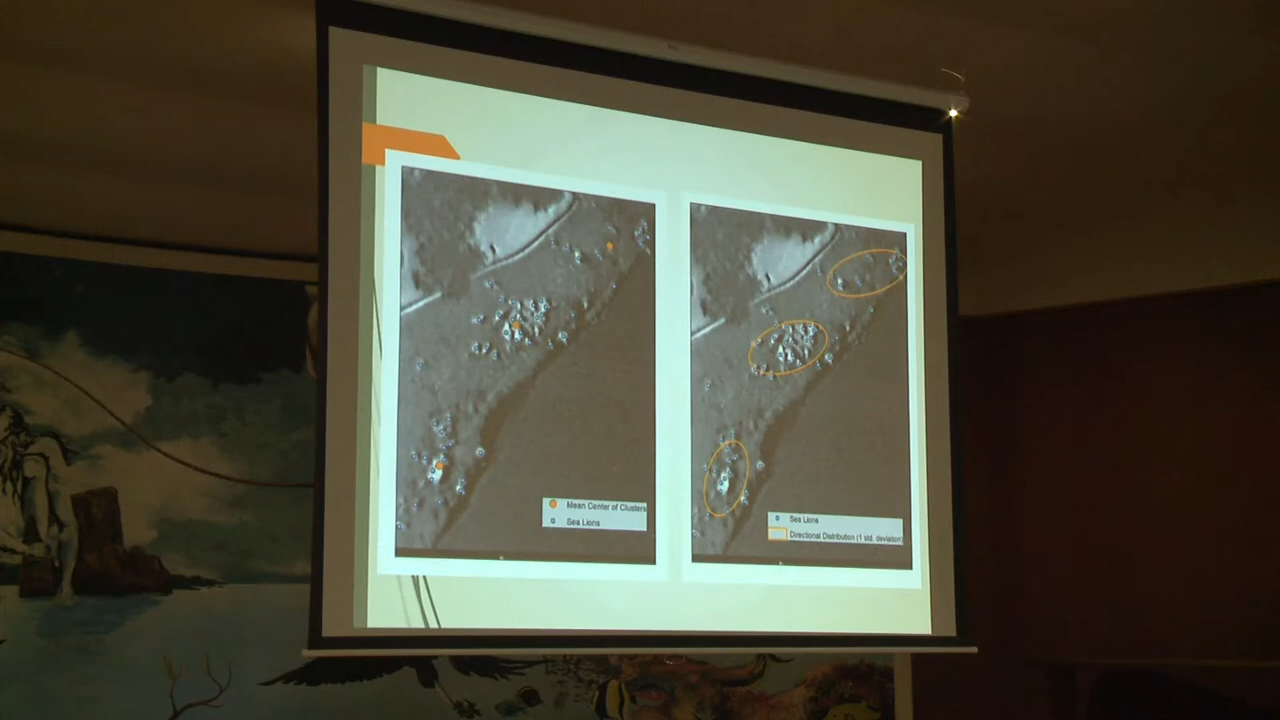 Mean Center of Clusters
Sea Lions
Sea Lions
Directional Distribution (1 std. deviation)